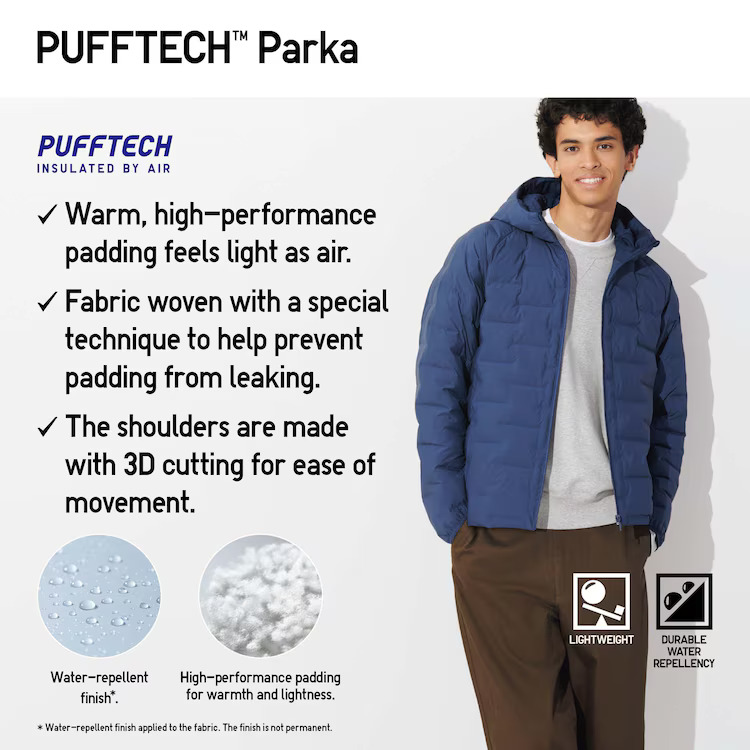 PUFFTECH™ Parka
PUFFTECH
INSULATED BY AIR
✓ Warm, high–performance
padding feels light as air.
✓ Fabric woven with a special
technique to help prevent
padding from leaking.
✓ The shoulders are made
with 3D cutting for ease of
movement.
Water–repellent
finish*.
High–performance padding
for warmth and lightness.
LIGHTWEIGHT
DURABLE
WATER
REPELLENCY
* Water–repellent finish applied to the fabric. The finish is not permanent.